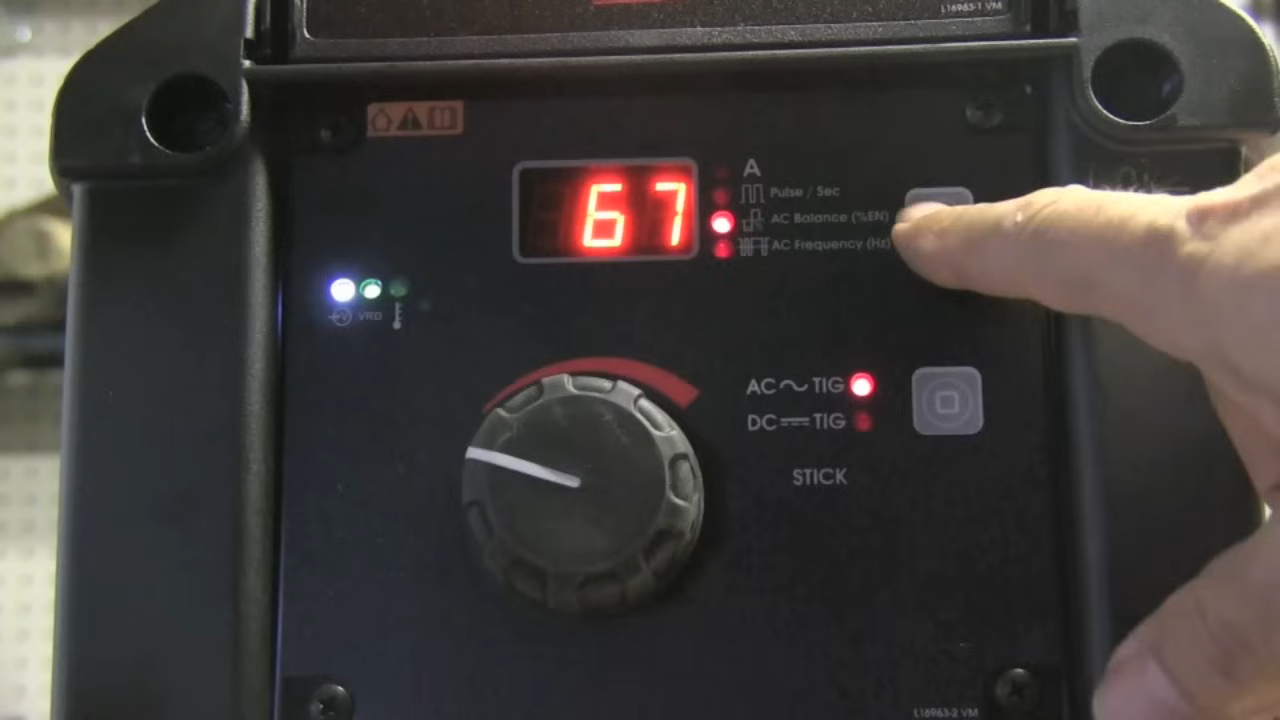 L16963-1 VM
67
A
Pulse / Sec
AC Balance (%EN)
AC Frequency (Hz)
V VRD
AC TIG
DC TIG
STICK
L16963-2 VM